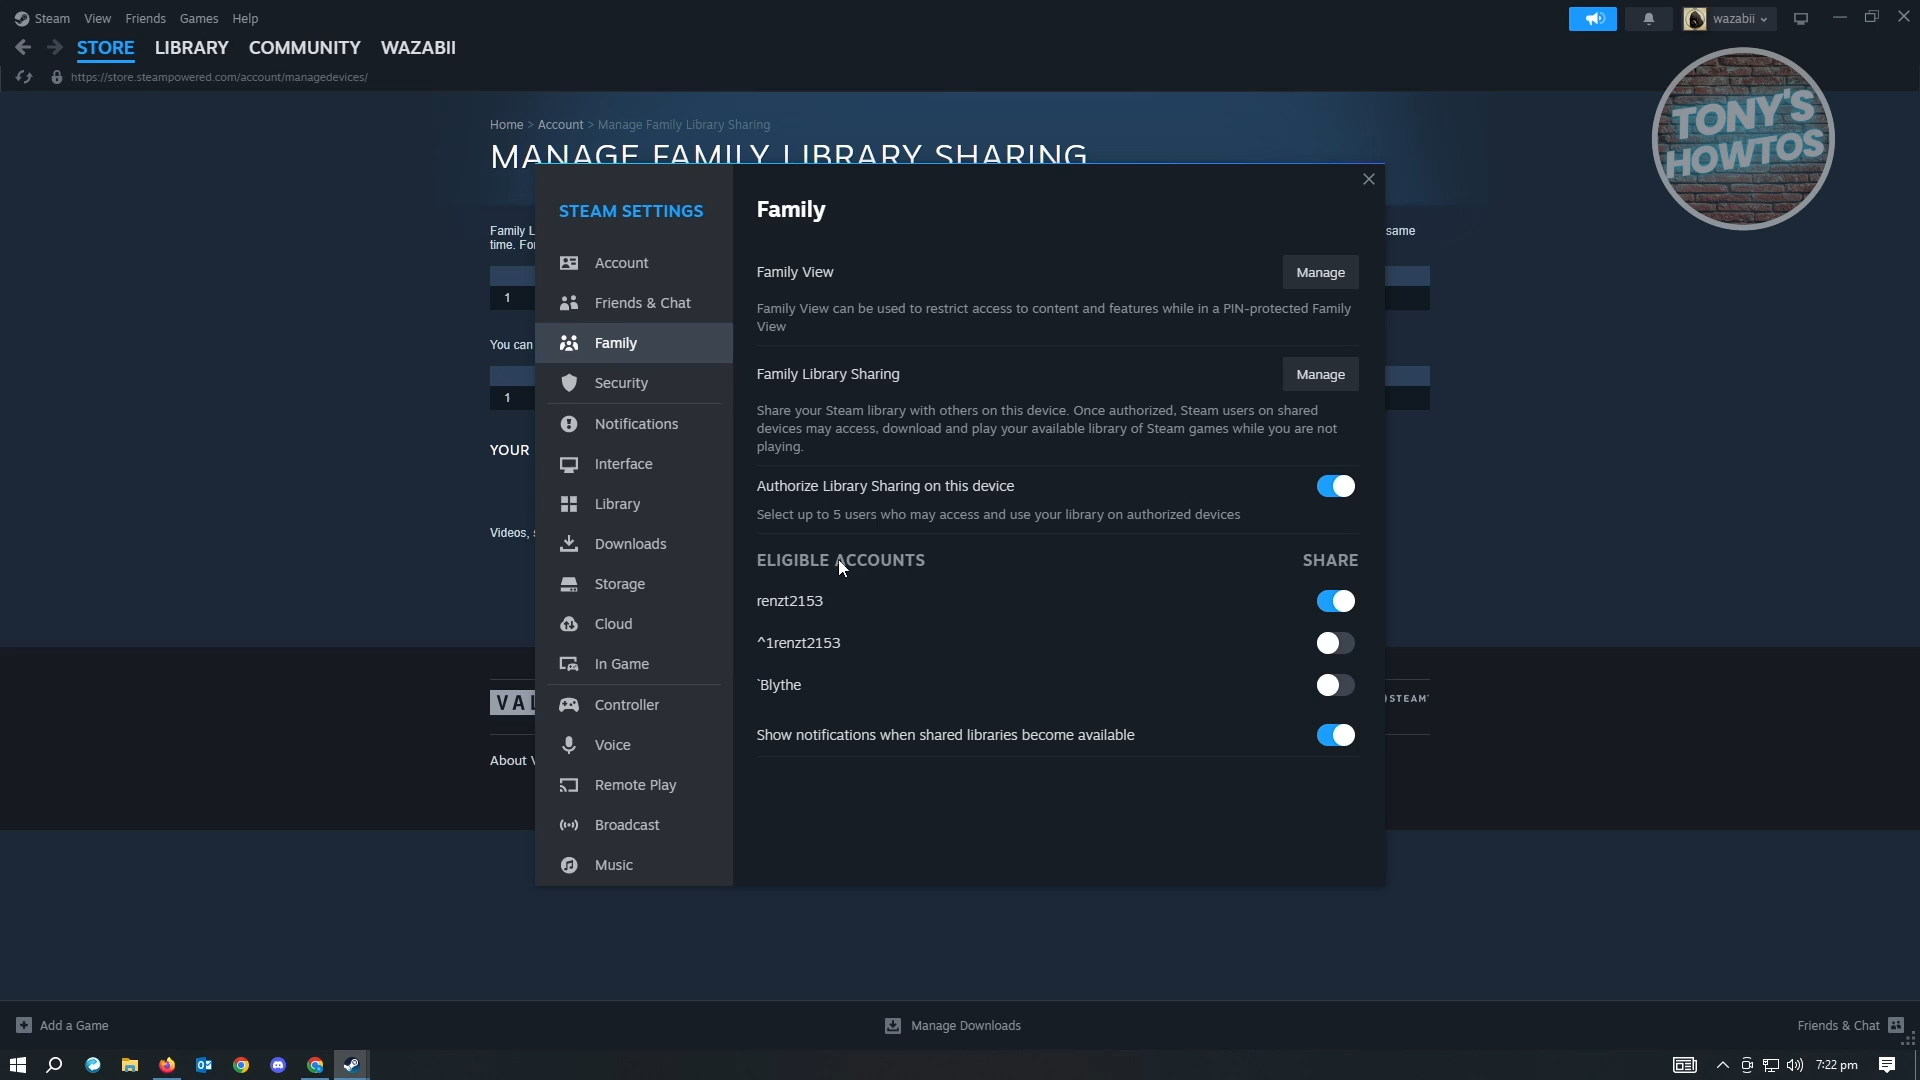 Steam View Friends Games Help
wazabii
STORE LIBRARY COMMUNITY WAZABII
https://store.steampowered.com/account/managedevices/
TONY'S
HOWTOS
Home > Account > Manage Family Library Sharing
MANAGE FAMILY LIBRARY SHARING
Family L
same
time. For
1
You can
1
YOUR
Videos, s
VAL
STEAM
About V
STEAM SETTINGS
Account
Friends & Chat
Family
Security
Notifications
Interface
Library
Downloads
Storage
Cloud
In Game
Controller
Voice
Remote Play
Broadcast
Music
Family
Family View
Manage
Family View can be used to restrict access to content and features while in a PIN-protected Family
View
Family Library Sharing
Manage
Share your Steam library with others on this device. Once authorized, Steam users on shared
devices may access, download and play your available library of Steam games while you are not
playing.
Authorize Library Sharing on this device
Select up to 5 users who may access and use your library on authorized devices
ELIGIBLE ACCOUNTS SHARE
renzt2153
^1renzt2153
`Blythe
Show notifications when shared libraries become available
Add a Game
Manage Downloads
Friends & Chat
7:22 pm